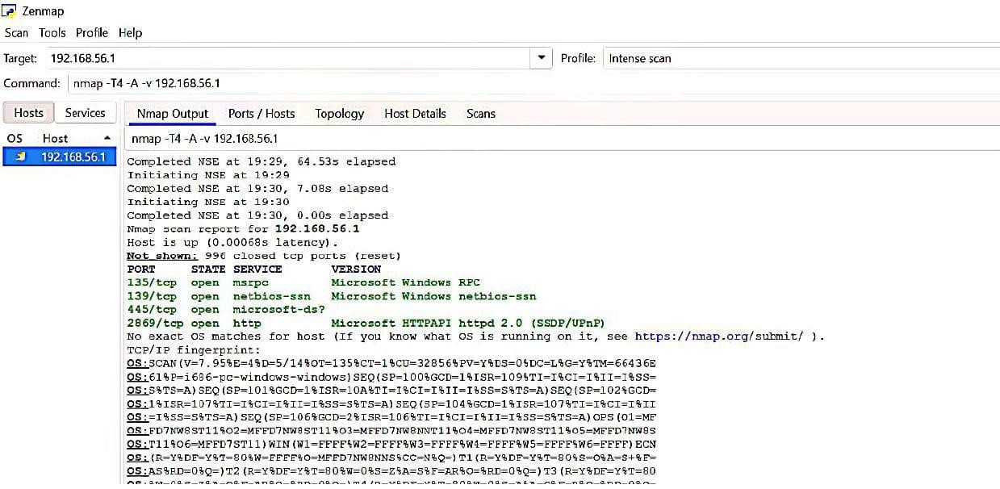 Zenmap
Scan Tools Profile Help
Target: 192.168.56.1 Profile: Intense scan
Command: nmap -T4 -A -v 192.168.56.1
Hosts Services Nmap Output Ports / Hosts Topology Host Details Scans
OS Host
nmap -T4 -A -v 192.168.56.1
192.168.56.1
Completed NSE at 19:29, 64.53s elapsed
Initiating NSE at 19:29
Completed NSE at 19:30, 7.08s elapsed
Initiating NSE at 19:30
Completed NSE at 19:30, 0.00s elapsed
Nmap scan report for 192.168.56.1
Host is up (0.00068s latency).
Not shown: 996 closed tcp ports (reset)
PORT STATE SERVICE VERSION
135/tcp open msrpc Microsoft Windows RPC
139/tcp open netbios-ssn Microsoft Windows netbios-ssn
445/tcp open microsoft-ds?
2869/tcp open http Microsoft HTTPAPI httpd 2.0 (SSDP/UPnP)
No exact OS matches for host (If you know what OS is running on it, see https://nmap.org/submit/ ).
TCP/IP fingerprint:
OS:SCAN(V=7.95%E=4%D=5/14%OT=135%CT=1%CU=32856%PV=Y%DS=0%DC=L%G=Y%TM=66436E
OS:61%P=i686-pc-windows-windows)SEQ(SP=100%GCD=1%ISR=109%TI=I%CI=I%II=I%SS=
OS:S%TS=A)SEQ(SP=101%GCD=1%ISR=10A%TI=I%CI=I%II=I%SS=S%TS=A)SEQ(SP=102%GCD=
OS:1%ISR=107%TI=I%CI=I%II=I%SS=S%TS=A)SEQ(SP=104%GCD=1%ISR=107%TI=I%CI=I%II
OS:=I%SS=S%TS=A)SEQ(SP=106%GCD=2%ISR=106%TI=I%CI=I%II=I%SS=S%TS=A)OPS(O1=MF
OS:FD7NW8ST11%O2=MFFD7NW8ST11%O3=MFFD7NW8NNT11%O4=MFFD7NW8ST11%O5=MFFD7NW8S
OS:T11%O6=MFFD7ST11)WIN(W1=FFFF%W2=FFFF%W3=FFFF%W4=FFFF%W5=FFFF%W6=FFFF)ECN
OS:(R=Y%DF=Y%T=80%W=FFFF%O=MFFD7NW8NNS%CC=N%Q=)T1(R=Y%DF=Y%T=80%S=O%A=S+%F=
OS:AS%RD=0%Q=)T2(R=Y%DF=Y%T=80%W=0%S=Z%A=S%F=AR%O=%RD=0%Q=)T3(R=Y%DF=Y%T=80